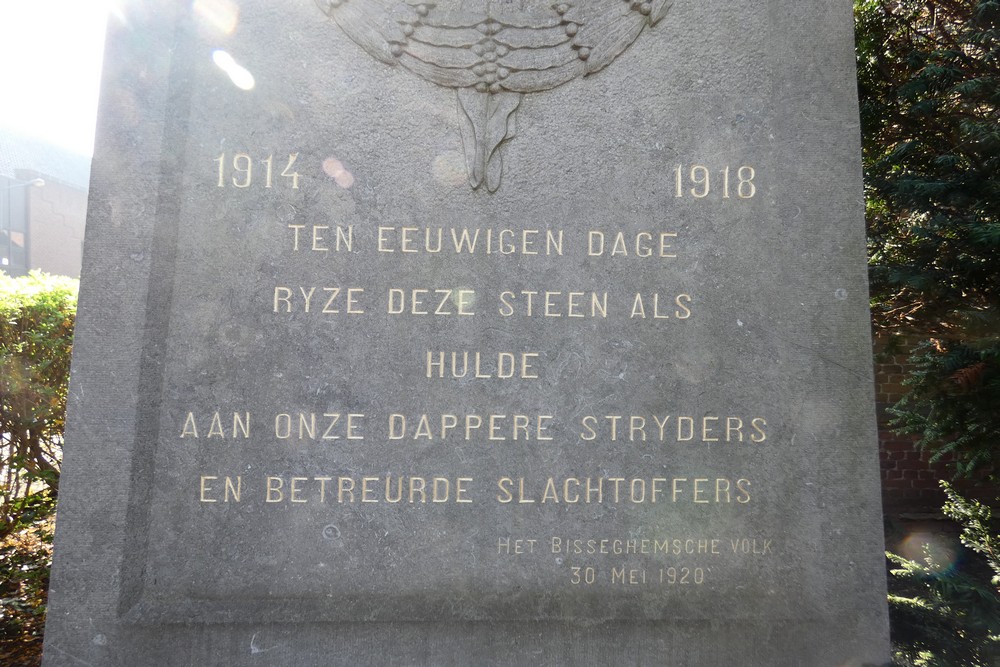 1914 1918
TEN EEUWIGEN DAGE
RYZE DEZE STEEN ALS
HULDE
AAN ONZE DAPPERE STRYDERS
EN BETREURDE SLACHTOFFERS
HET BISSEGHEMSCHE VOLK
30 MEI 1920